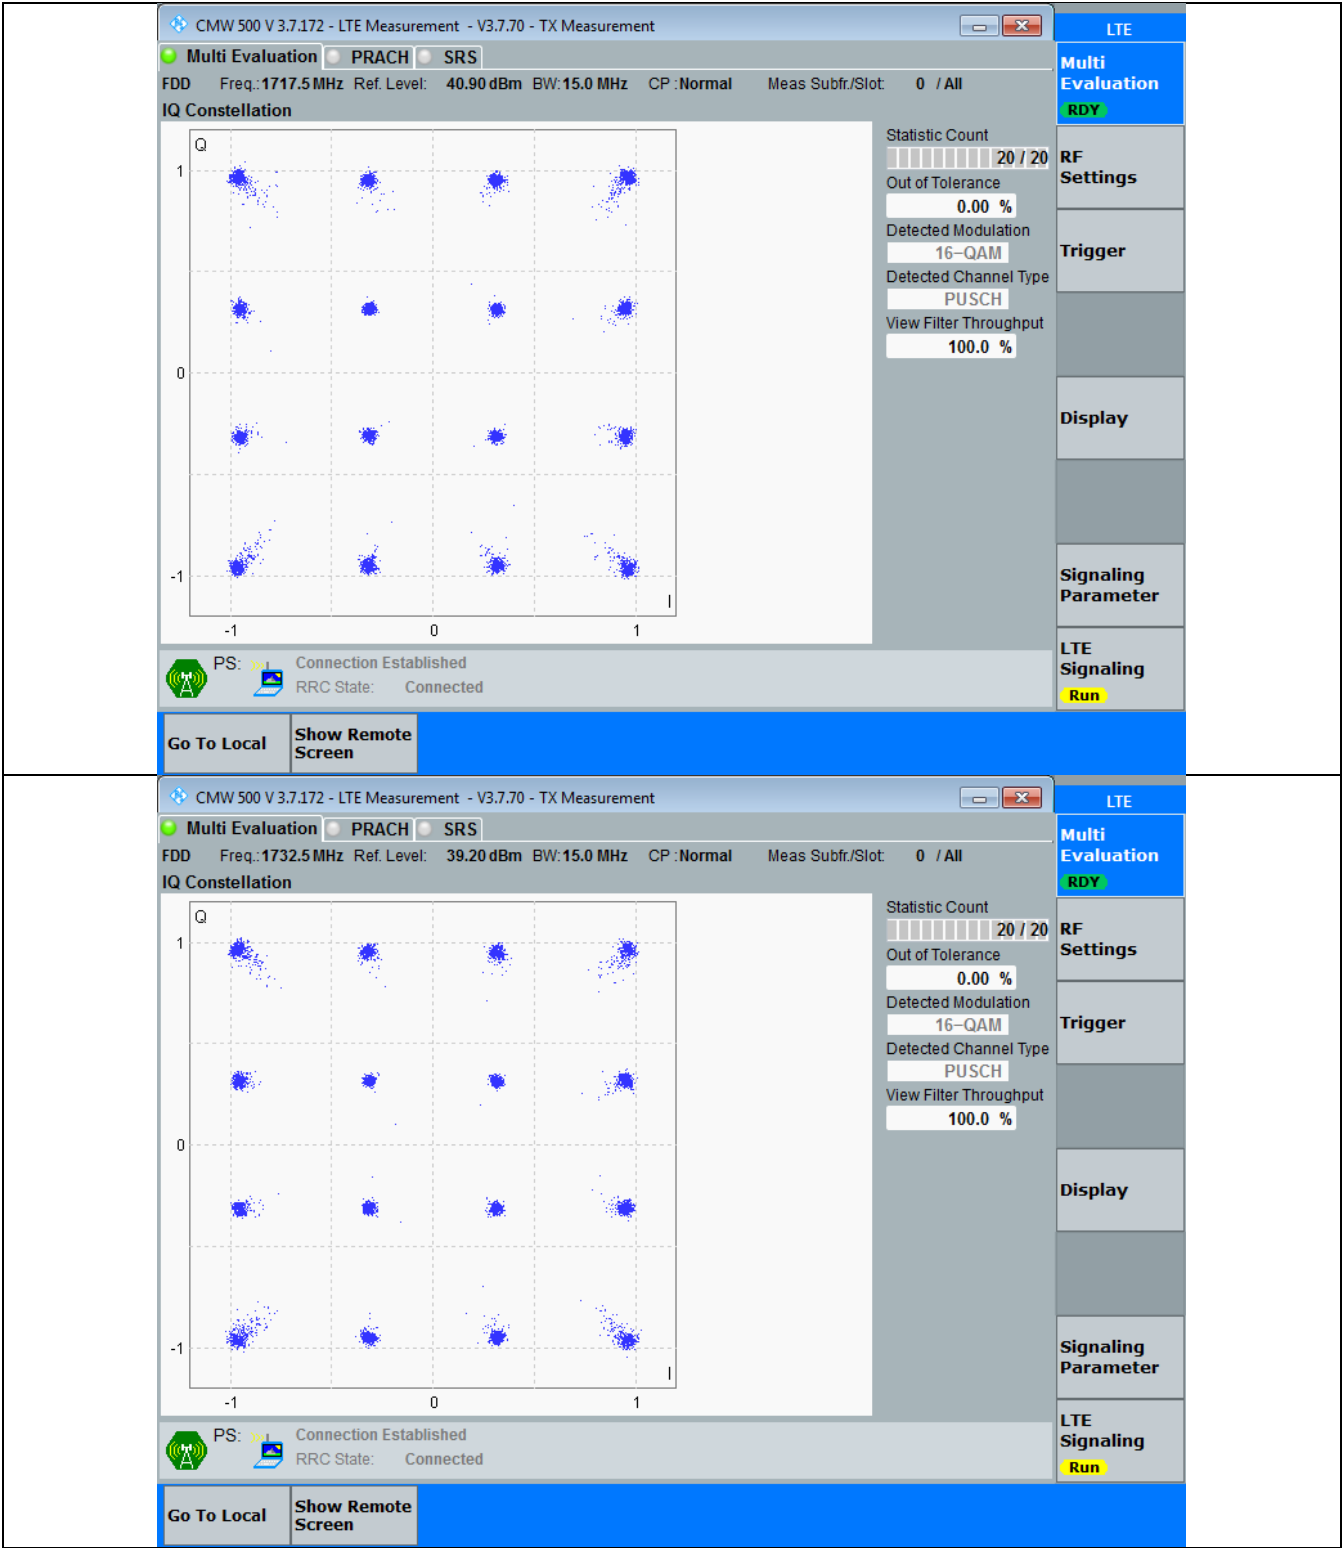 CMW 500 V 3.7.172 - LTE Measurement - V3.7.70 - TX Measurement
LTE
Multi Evaluation PRACH SRS
Multi
Evaluation
RDY
FDD Freq.: 1717.5 MHz Ref. Level: 40.90 dBm BW: 15.0 MHz CP : Normal Meas Subfr./Slot: 0 / All
IQ Constellation
Q
1
0
-1
I
-1 0 1
Statistic Count
20 / 20
Out of Tolerance
0.00 %
Detected Modulation
16-QAM
Detected Channel Type
PUSCH
View Filter Throughput
100.0 %
RF
Settings
Trigger
Display
Signaling
Parameter
LTE
Signaling
Run
PS: Connection Established
RRC State: Connected
Go To Local
Show Remote
Screen
CMW 500 V 3.7.172 - LTE Measurement - V3.7.70 - TX Measurement
LTE
Multi Evaluation PRACH SRS
Multi
Evaluation
RDY
FDD Freq.: 1732.5 MHz Ref. Level: 39.20 dBm BW: 15.0 MHz CP : Normal Meas Subfr./Slot: 0 / All
IQ Constellation
Q
1
0
-1
I
-1 0 1
Statistic Count
20 / 20
Out of Tolerance
0.00 %
Detected Modulation
16-QAM
Detected Channel Type
PUSCH
View Filter Throughput
100.0 %
RF
Settings
Trigger
Display
Signaling
Parameter
LTE
Signaling
Run
PS: Connection Established
RRC State: Connected
Go To Local
Show Remote
Screen